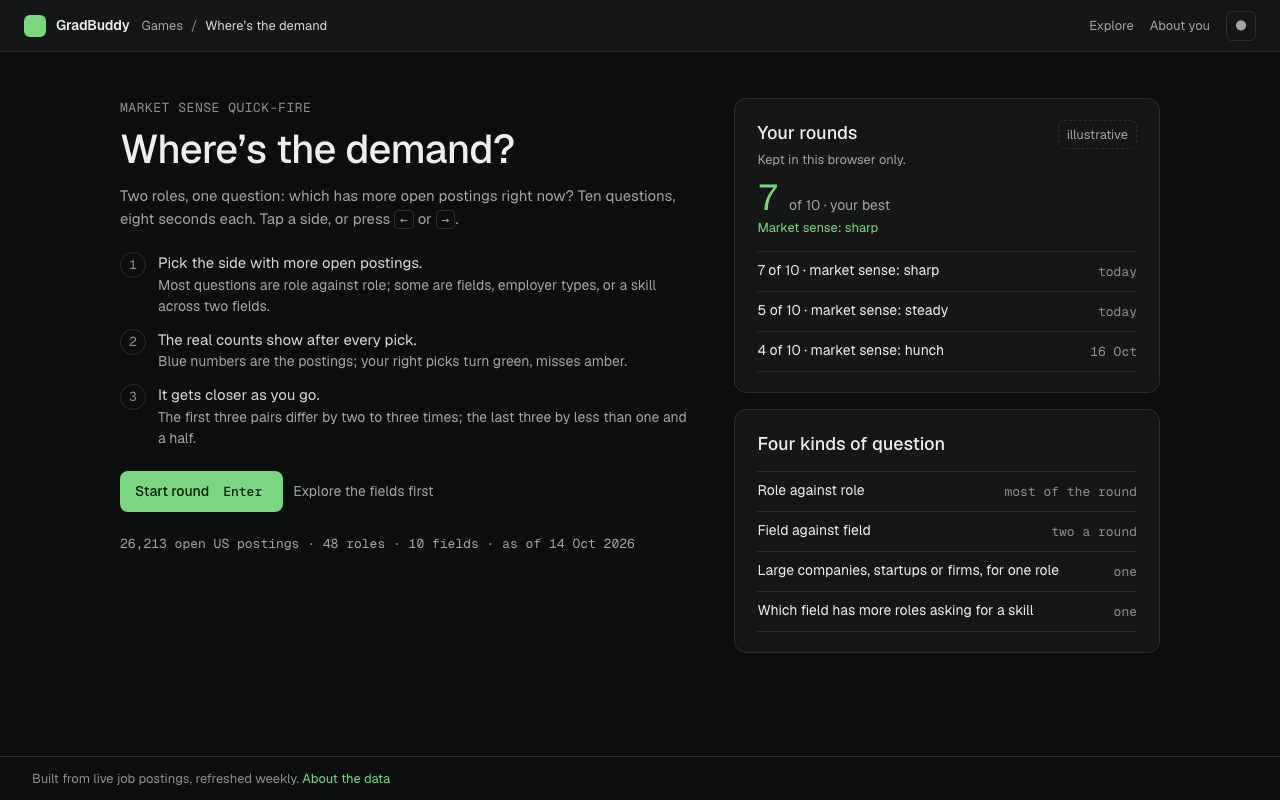 GradBuddy Games / Where’s the demand
Explore About you
MARKET SENSE QUICK-FIRE
Where’s the demand?
Two roles, one question: which has more open postings right now? Ten questions,
eight seconds each. Tap a side, or press ← or →.
1 Pick the side with more open postings.
Most questions are role against role; some are fields, employer types, or a skill
across two fields.
2 The real counts show after every pick.
Blue numbers are the postings; your right picks turn green, misses amber.
3 It gets closer as you go.
The first three pairs differ by two to three times; the last three by less than one and
a half.
Start round Enter Explore the fields first
26,213 open US postings · 48 roles · 10 fields · as of 14 Oct 2026
Your rounds illustrative
Kept in this browser only.
7 of 10 · your best
Market sense: sharp
7 of 10 · market sense: sharp today
5 of 10 · market sense: steady today
4 of 10 · market sense: hunch 16 Oct
Four kinds of question
Role against role most of the round
Field against field two a round
Large companies, startups or firms, for one role one
Which field has more roles asking for a skill one
Built from live job postings, refreshed weekly. About the data